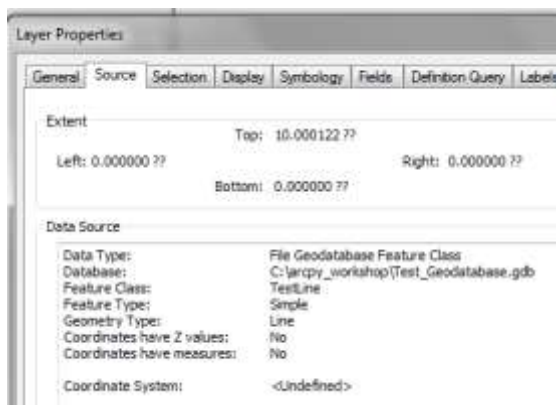 Layer Properties
General Source Selection Display Symbology Fields Definition Query Labels
Extent
Top: 10.000122 ??
Left: 0.000000 ?? Right: 0.000000 ??
Bottom: 0.000000 ??
Data Source
Data Type: File Geodatabase Feature Class
Database: C:\arcpy_workshop\Test_Geodatabase.gdb
Feature Class: TestLine
Feature Type: Simple
Geometry Type: Line
Coordinates have Z values: No
Coordinates have measures: No
Coordinate System: <Undefined>